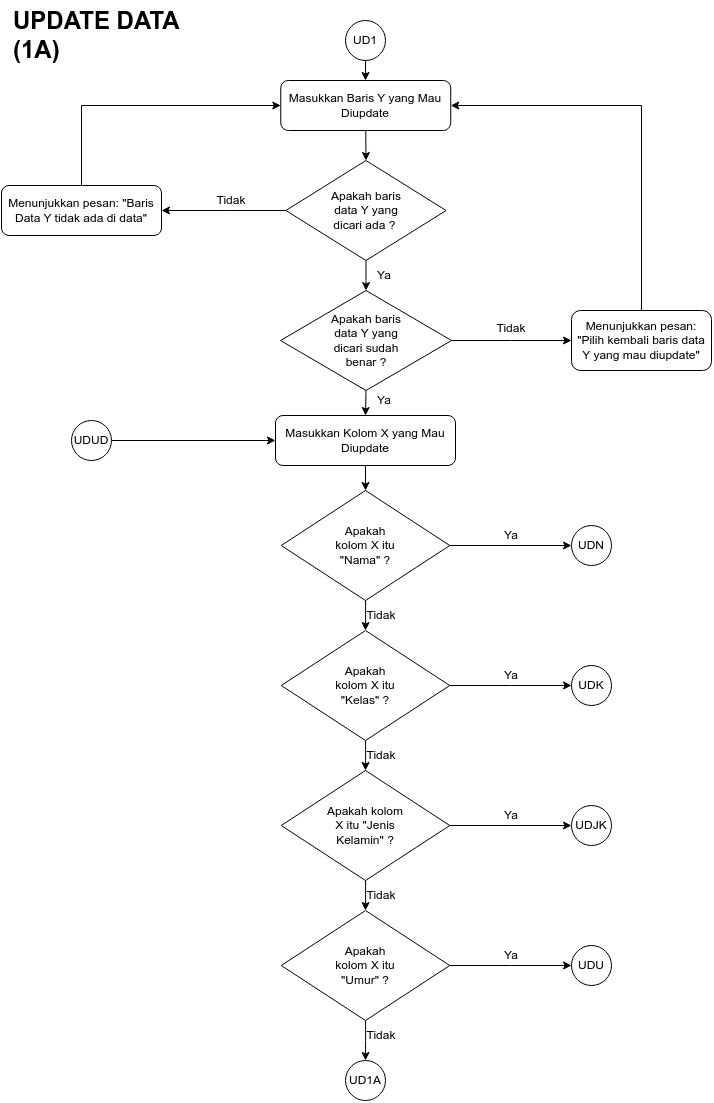 UPDATE DATA
(1A)
UD1
Masukkan Baris Y yang Mau
Diupdate
Apakah baris
data Y yang
dicari ada ?
Tidak
Menunjukkan pesan: "Baris
Data Y tidak ada di data"
Ya
Apakah baris
data Y yang
dicari sudah
benar ?
Tidak
Menunjukkan pesan:
"Pilih kembali baris data
Y yang mau diupdate"
Ya
UDUD
Masukkan Kolom X yang Mau
Diupdate
Apakah
kolom X itu
"Nama" ?
Ya
UDN
Tidak
Apakah
kolom X itu
"Kelas" ?
Ya
UDK
Tidak
Apakah kolom
X itu "Jenis
Kelamin" ?
Ya
UDJK
Tidak
Apakah
kolom X itu
"Umur" ?
Ya
UDU
Tidak
UD1A